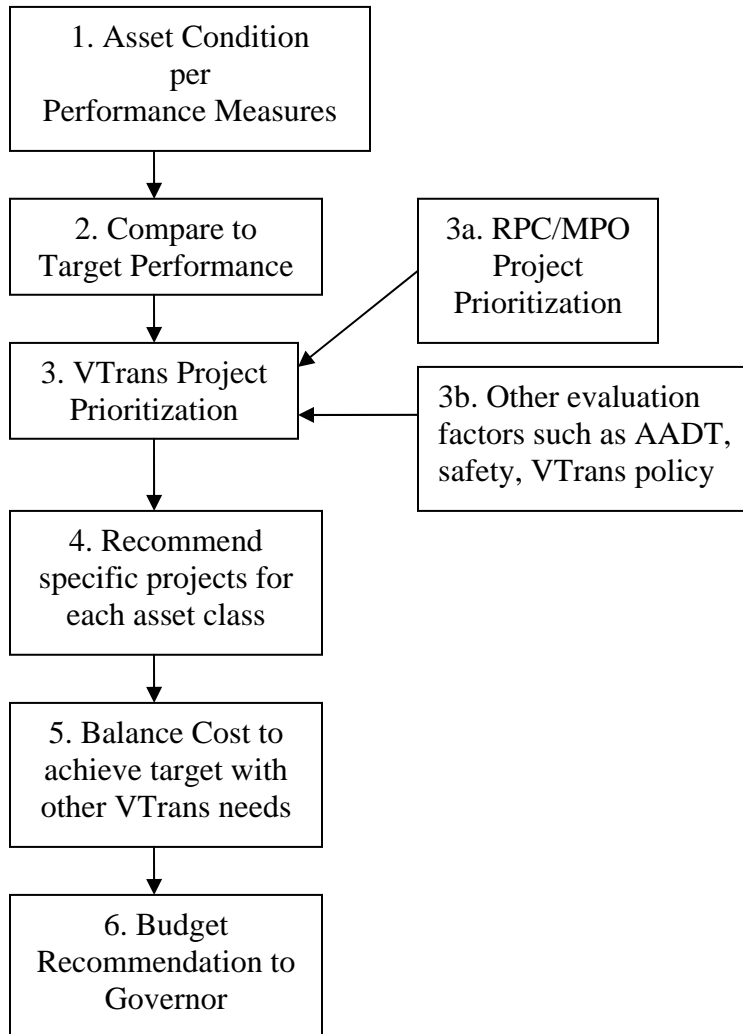 1. Asset Condition
per
Performance Measures
2. Compare to
Target Performance
3a. RPC/MPO
Project
Prioritization
3. VTrans Project
Prioritization
3b. Other evaluation
factors such as AADT,
safety, VTrans policy
4. Recommend
specific projects for
each asset class
5. Balance Cost to
achieve target with
other VTrans needs
6. Budget
Recommendation to
Governor